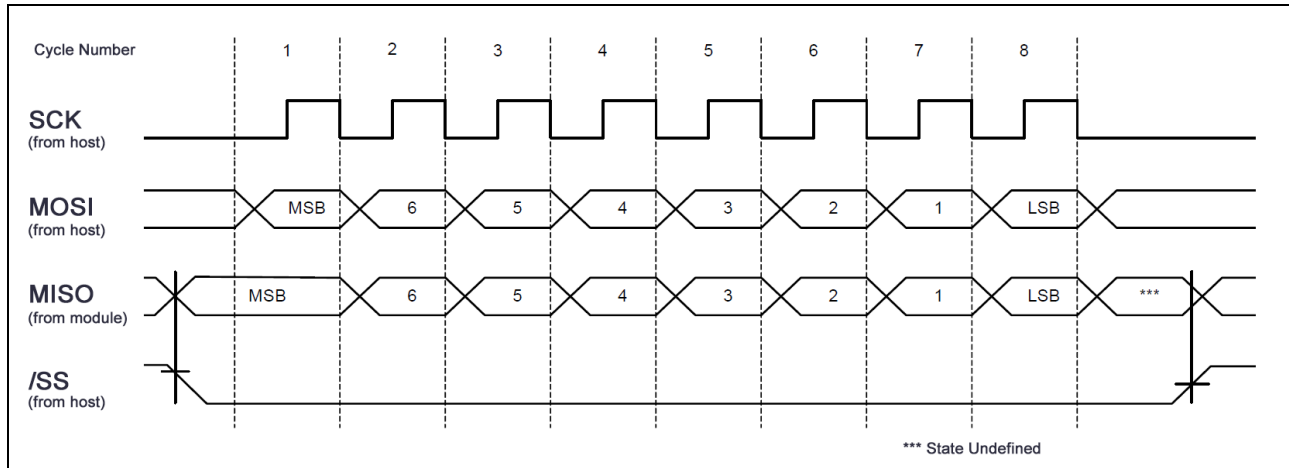 Cycle Number 1 2 3 4 5 6 7 8
SCK
(from host)
MOSI MSB 6 5 4 3 2 1 LSB
(from host)
MISO MSB 6 5 4 3 2 1 LSB ***
(from module)
/SS
(from host)
*** State Undefined